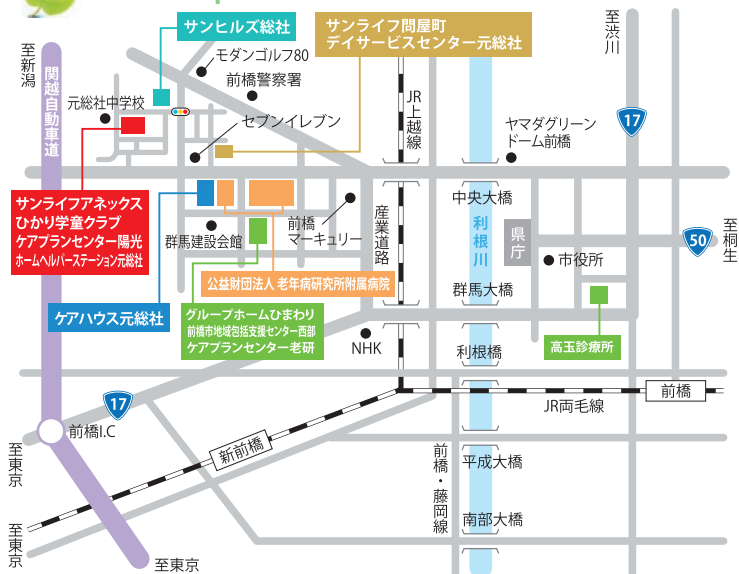 サンヒルズ総社
サンライフ問屋町
デイサービスセンター元総社
至渋川
至新潟
関越自動車道
モダンゴルフ80
前橋警察署
元総社中学校
セブンイレブン
JR上越線
17
ヤマダグリーン
ドーム前橋
サンライフアネックス
ひかり学童クラブ
ケアプランセンター陽光
ホームヘルパーステーション元総社
中央大橋
産業道路
利根川
県庁
市役所
50
至桐生
群馬建設会館
前橋
マーキュリー
公益財団法人 老年病研究所附属病院
群馬大橋
ケアハウス元総社
グループホームひまわり
前橋市地域包括支援センター西部
ケアプランセンター老研
NHK
利根橋
高玉診療所
17
前橋
JR両毛線
前橋I.C
新前橋
至東京
前橋・藤岡線
平成大橋
南部大橋
至東京
至東京